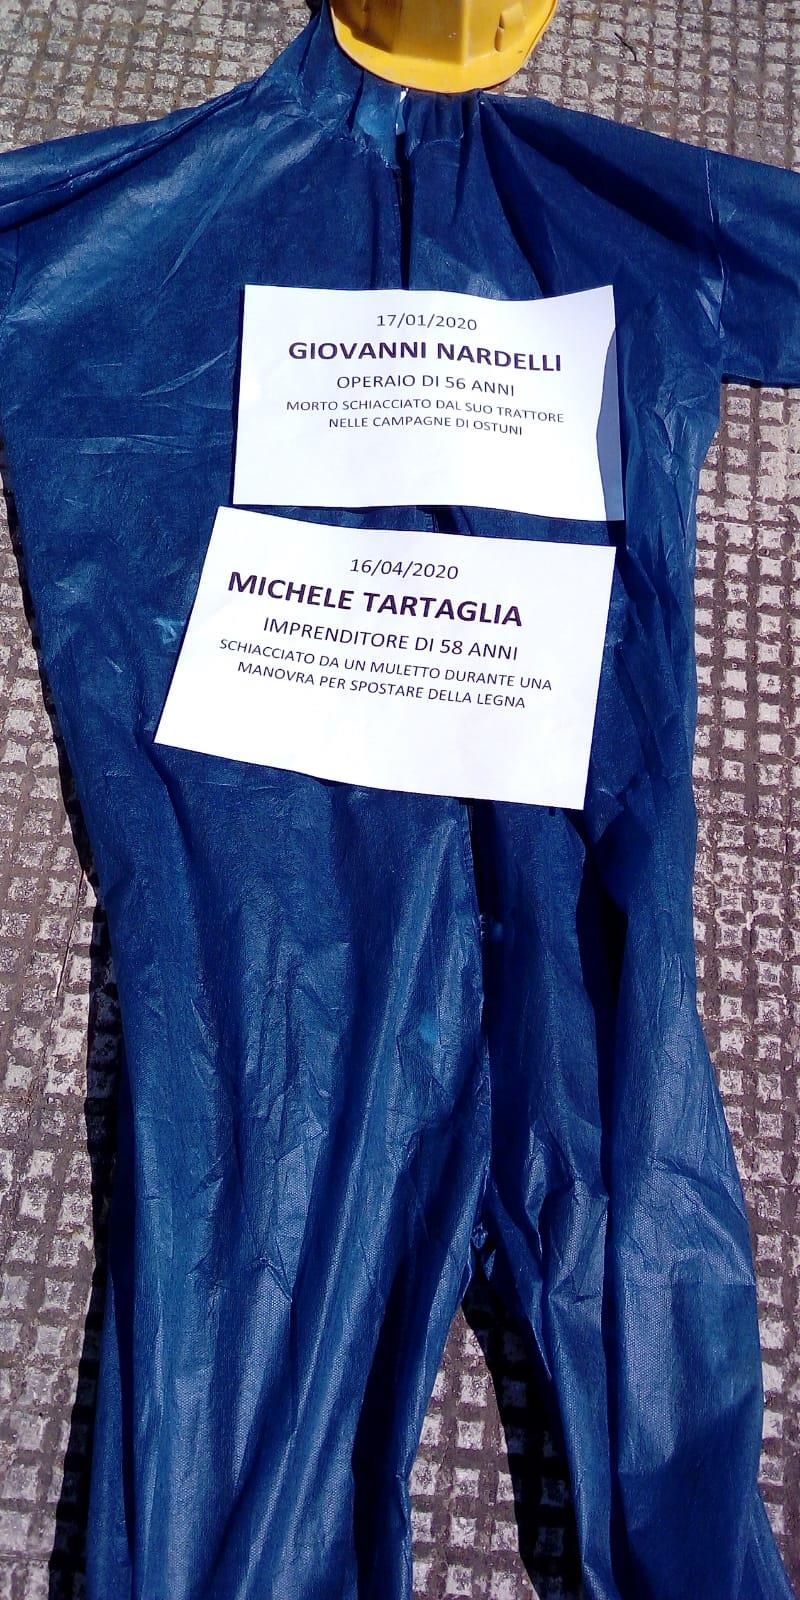 17/01/2020
GIOVANNI NARDELLI
OPERAIO DI 56 ANNI
MORTO SCHIACCIATO DAL SUO TRATTORE
NELLE CAMPAGNE DI OSTUNI
16/04/2020
MICHELE TARTAGLIA
IMPRENDITORE DI 58 ANNI
SCHIACCIATO DA UN MULETTO DURANTE UNA
MANOVRA PER SPOSTARE DELLA LEGNA